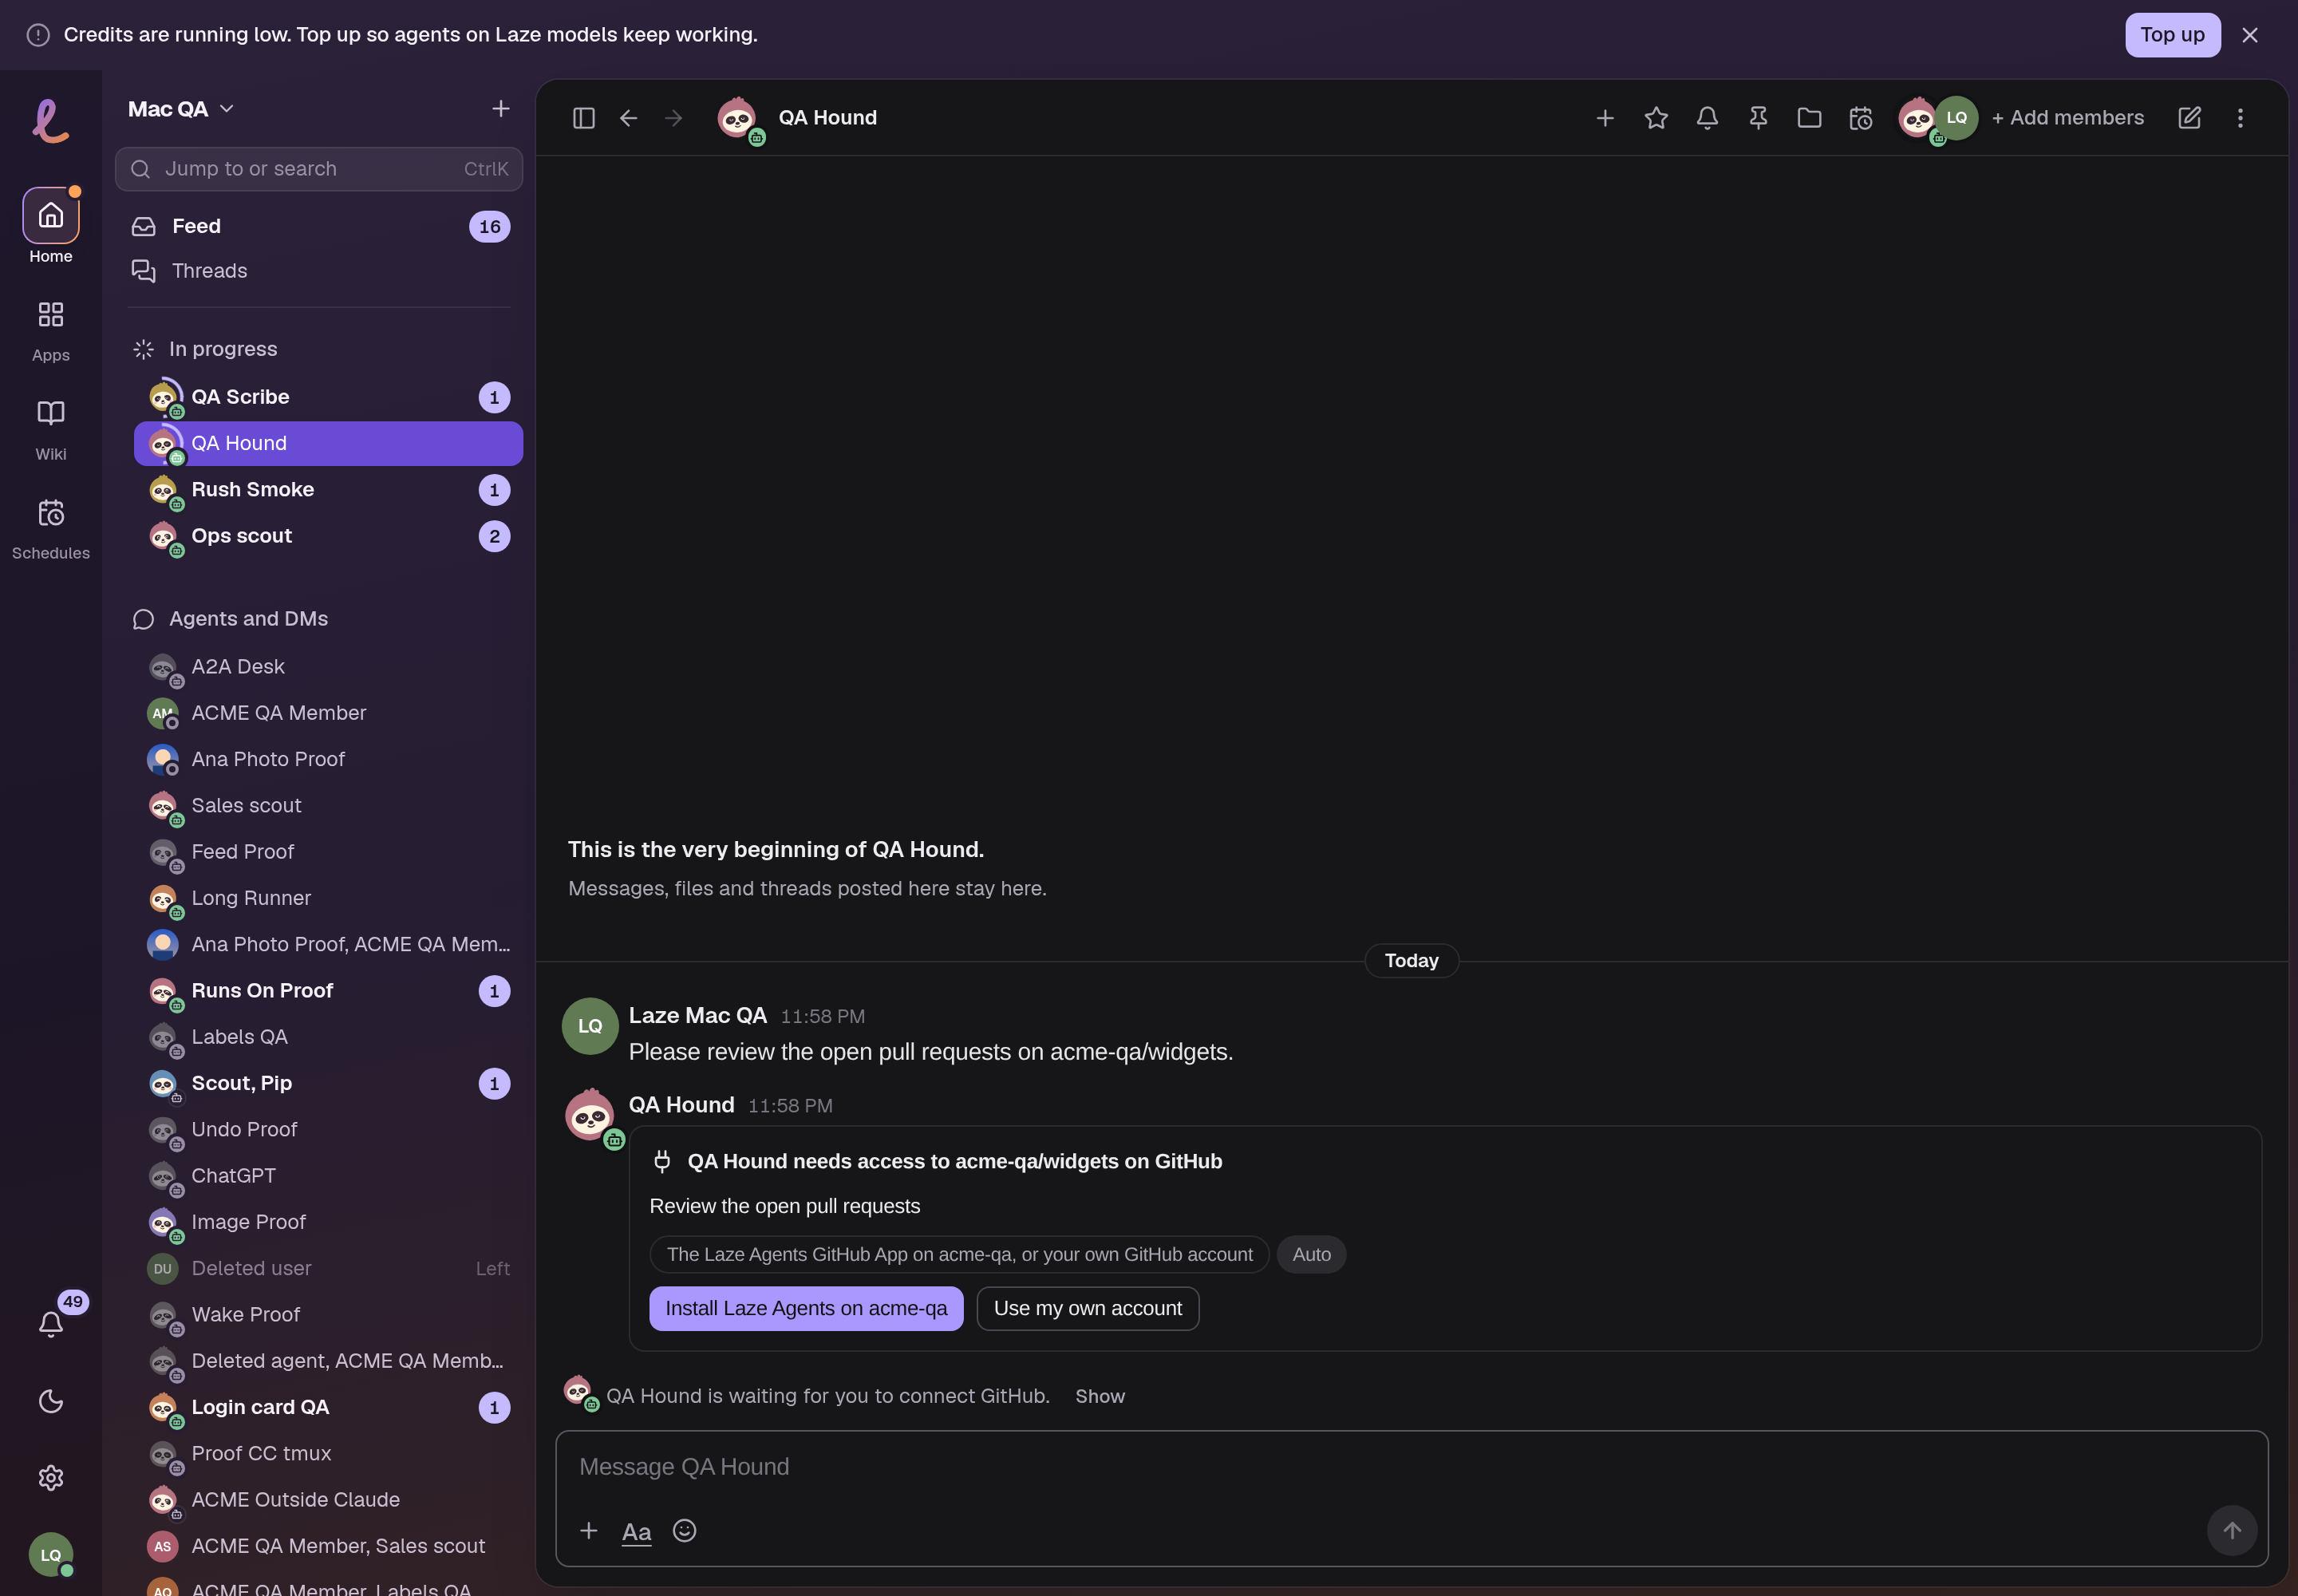 Credits are running low. Top up so agents on Laze models keep working.
Top up
Mac QA
Jump to or search
CtrlK
Home
Feed
16
Threads
Apps
Wiki
Schedules
In progress
QA Scribe
1
QA Hound
Rush Smoke
1
Ops scout
2
Agents and DMs
A2A Desk
AM
ACME QA Member
Ana Photo Proof
Sales scout
Feed Proof
Long Runner
Ana Photo Proof, ACME QA Mem...
Runs On Proof
1
Labels QA
Scout, Pip
1
Undo Proof
ChatGPT
Image Proof
DU
Deleted user
Left
Wake Proof
Deleted agent, ACME QA Memb...
Login card QA
1
Proof CC tmux
ACME Outside Claude
AS
ACME QA Member, Sales scout
AQ
ACME QA Member, Labels QA
49
LQ
QA Hound
LQ
+ Add members
This is the very beginning of QA Hound.
Messages, files and threads posted here stay here.
Today
LQ
Laze Mac QA 11:58 PM
Please review the open pull requests on acme-qa/widgets.
QA Hound 11:58 PM
QA Hound needs access to acme-qa/widgets on GitHub
Review the open pull requests
The Laze Agents GitHub App on acme-qa, or your own GitHub account
Auto
Install Laze Agents on acme-qa
Use my own account
QA Hound is waiting for you to connect GitHub. Show
Message QA Hound
Aa